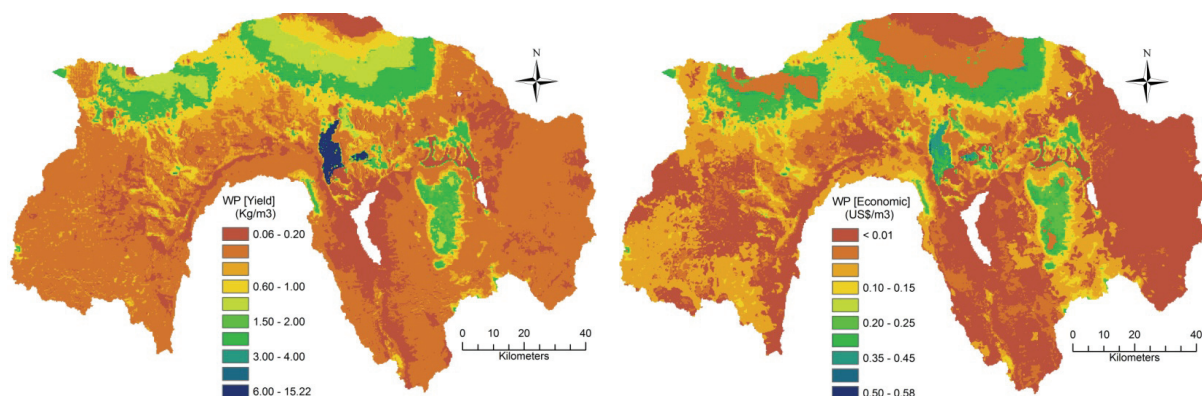 N
WP [Yield]
(Kg/m3)
0.06 - 0.20
0.60 - 1.00
1.50 - 2.00
3.00 - 4.00
6.00 - 15.22
0 10 20 40
Kilometers
N
WP [Economic]
(US$/m3)
< 0.01
0.10 - 0.15
0.20 - 0.25
0.35 - 0.45
0.50 - 0.58
0 10 20 40
Kilometers